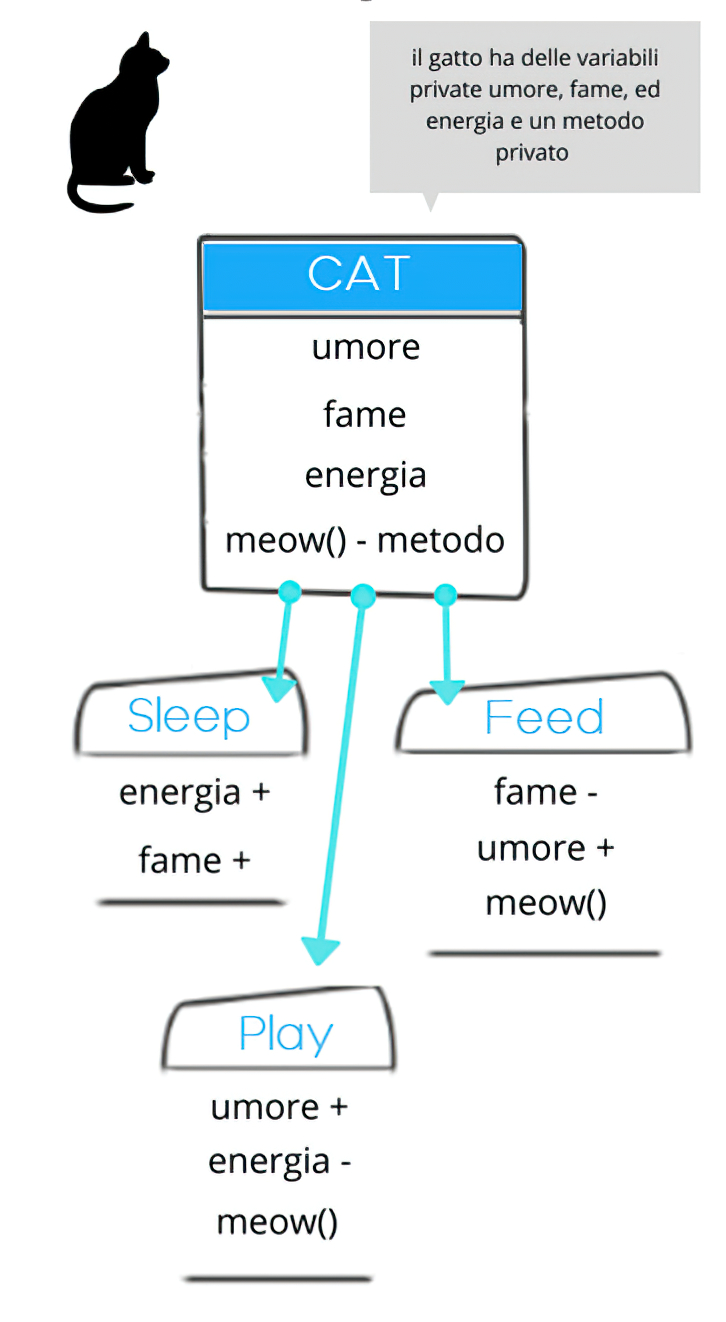 il gatto ha delle variabili
private umore, fame, ed
energia e un metodo
privato
CAT
umore
fame
energia
meow() - metodo
Sleep
energia +
fame +
Feed
fame -
umore +
meow()
Play
umore +
energia -
meow()